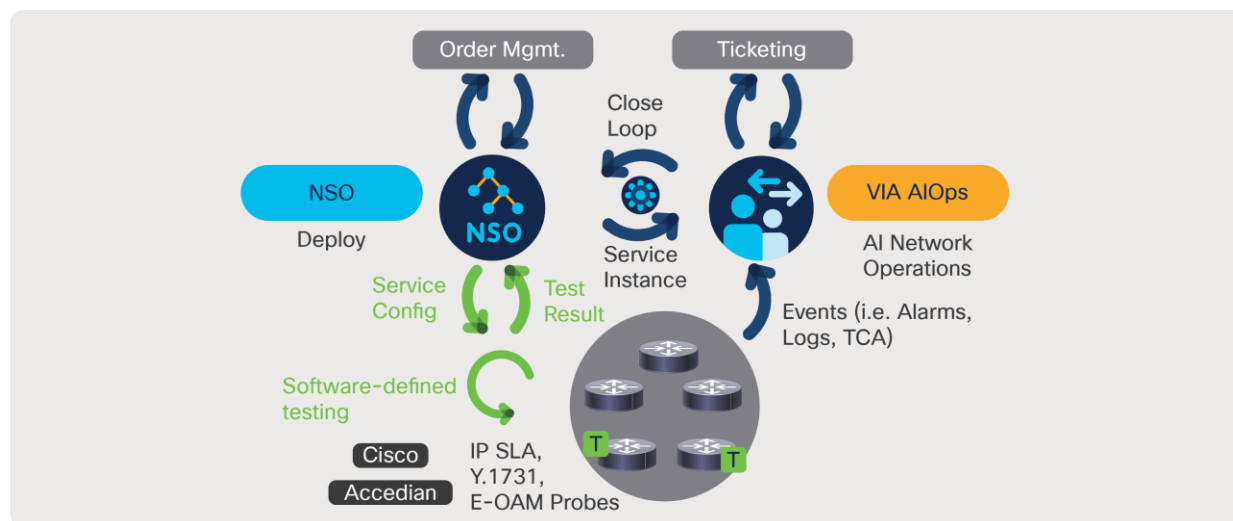 Order Mgmt.
Ticketing
Close
Loop
NSO
Deploy
NSO
VIA AIOps
AI Network
Operations
Service
Instance
Service
Config
Test
Result
Events (i.e. Alarms,
Logs, TCA)
Software-defined
testing
Cisco
Accedian
IP SLA,
Y.1731,
E-OAM Probes
T
T